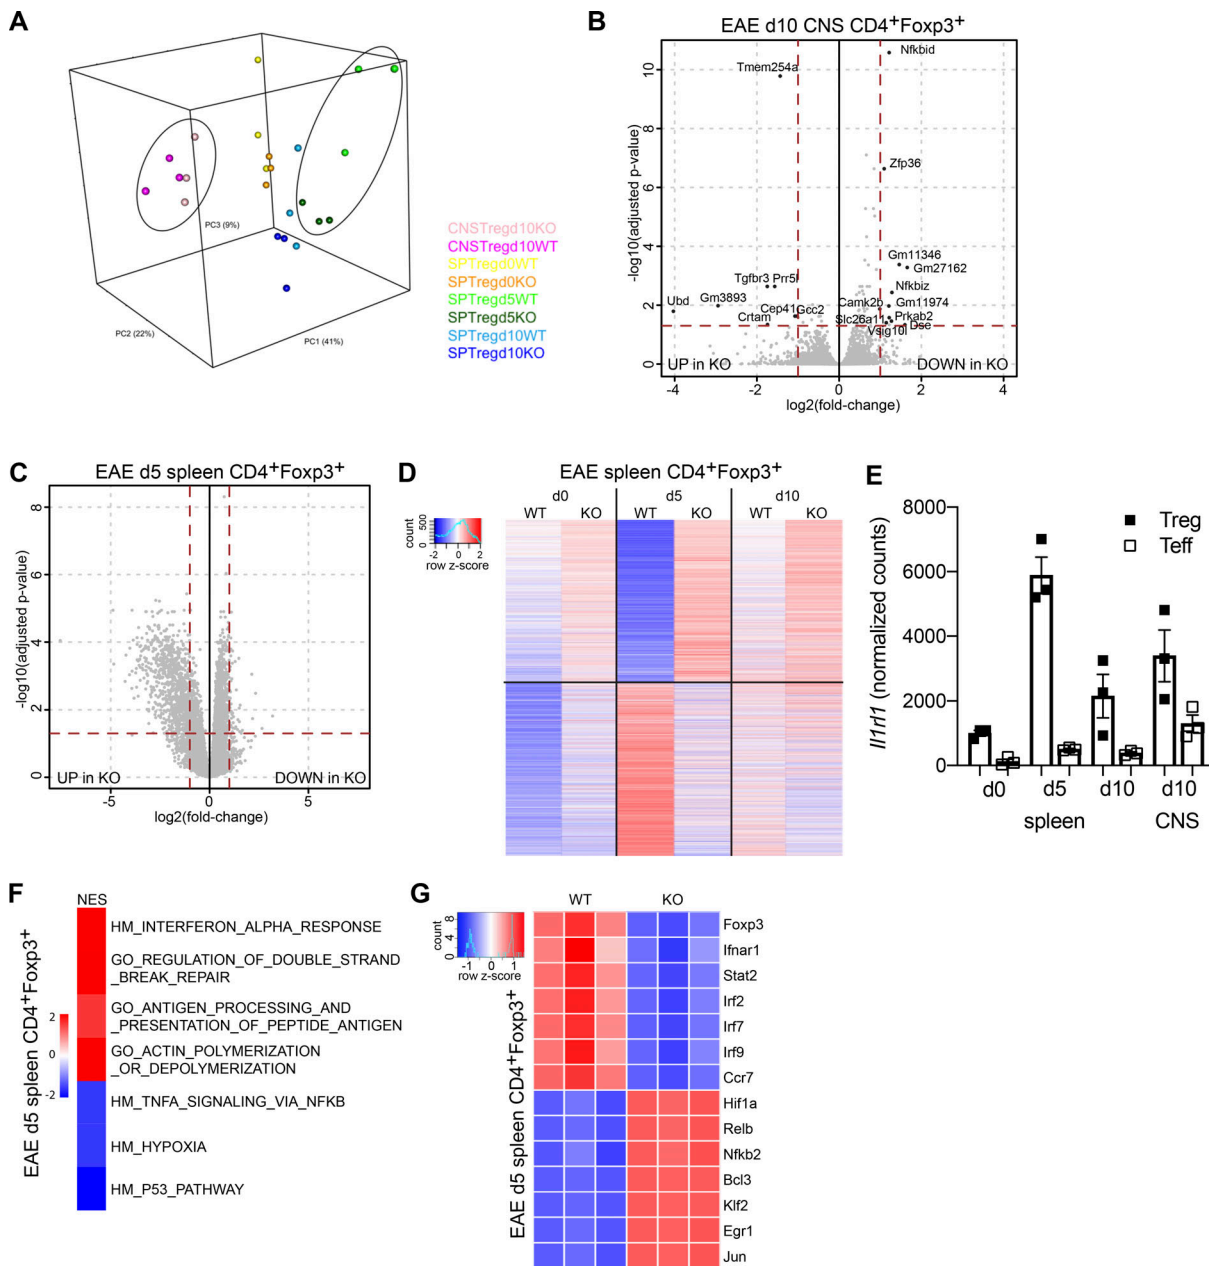 A
PC3 (9%)
PC2 (22%)
PC1 (41%)
CNSTregd10KO
CNSTregd10WT
SPTregd0WT
SPTregd0KO
SPTregd5WT
SPTregd5KO
SPTregd10WT
SPTregd10KO
B
EAE d10 CNS CD4+Foxp3+
-log10(adjusted p-value)
10
8
6
4
2
0
Nfkbid
Tmem254a
Zfp36
Gm11346
Gm27162
Tgfbr3 Prr5l
Nfkbiz
Ubd
Gm3893
Camk2b
Gm11974
Crtam
Cep41
Gcc2
Slc26a11
Prkab2
Vsig10l
Dse
UP in KO
DOWN in KO
-4 -2 0 2 4
log2(fold-change)
C
EAE d5 spleen CD4+Foxp3+
-log10(adjusted p-value)
8
6
4
2
0
UP in KO
DOWN in KO
-5 0 5
log2(fold-change)
D
EAE spleen CD4+Foxp3+
d0 d5 d10
WT KO WT KO WT KO
count
0 500
-2 0 2
row z-score
E
Il1rl1 (normalized counts)
8000
6000
4000
2000
0
Treg
Teff
d0 d5 d10 d10
spleen CNS
F
EAE d5 spleen CD4+Foxp3+
NES
2
0
-2
HM_INTERFERON_ALPHA_RESPONSE
GO_REGULATION_OF_DOUBLE_STRAND
_BREAK_REPAIR
GO_ANTIGEN_PROCESSING_AND
_PRESENTATION_OF_PEPTIDE_ANTIGEN
GO_ACTIN_POLYMERIZATION
_OR_DEPOLYMERIZATION
HM_TNFA_SIGNALING_VIA_NFKB
HM_HYPOXIA
HM_P53_PATHWAY
G
WT KO
count
0 4 8
-1 0 1
row z-score
EAE d5 spleen CD4+Foxp3+
Foxp3
Ifnar1
Stat2
Irf2
Irf7
Irf9
Ccr7
Hif1a
Relb
Nfkb2
Bcl3
Klf2
Egr1
Jun